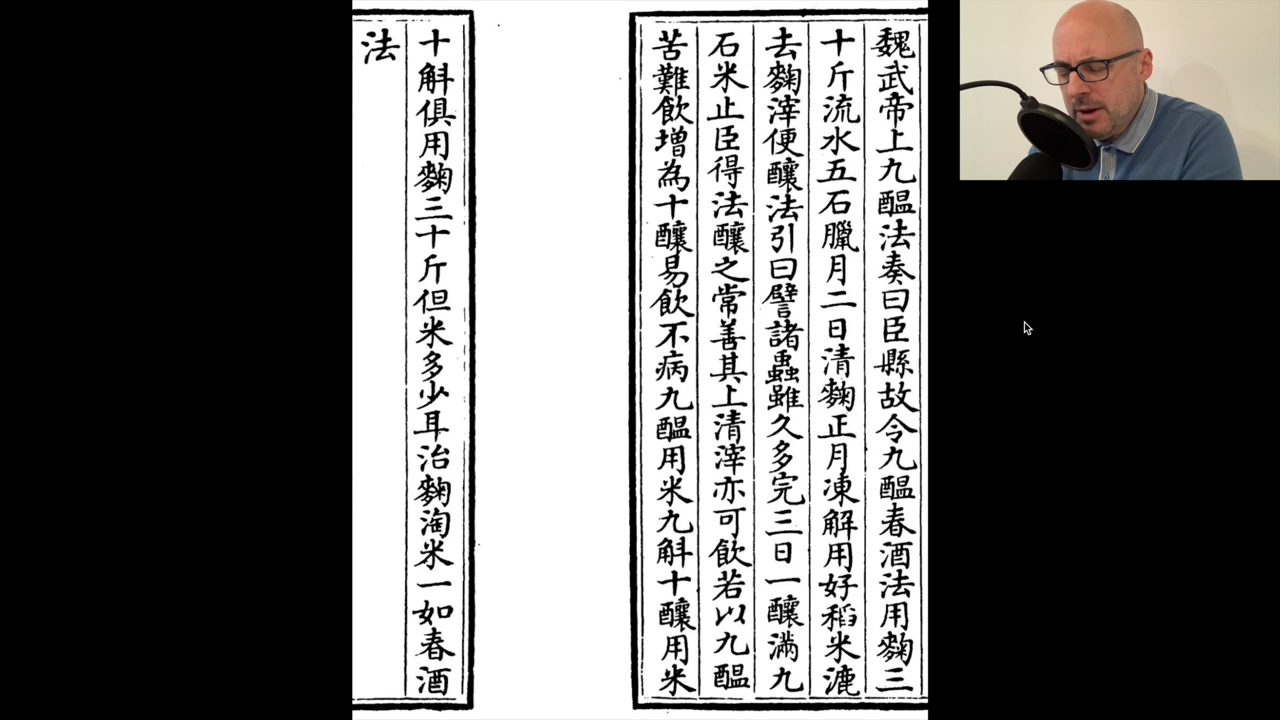 魏武帝上九醖法奏曰臣縣故令九醖春酒法用麴三
十斤流水五石臘月二日清麴正月凍解用好稻米漉
去麴滓便釀法引曰譬諸蟲雖久多完三日一釀滿九
石米止臣得法釀之常善其上清滓亦可飲若以九醖
苦難飲增為十釀易飲不病九醖用米九斛十釀用米
十斛俱用麴三十斤但米多少耳治麴淘米一如春酒
法